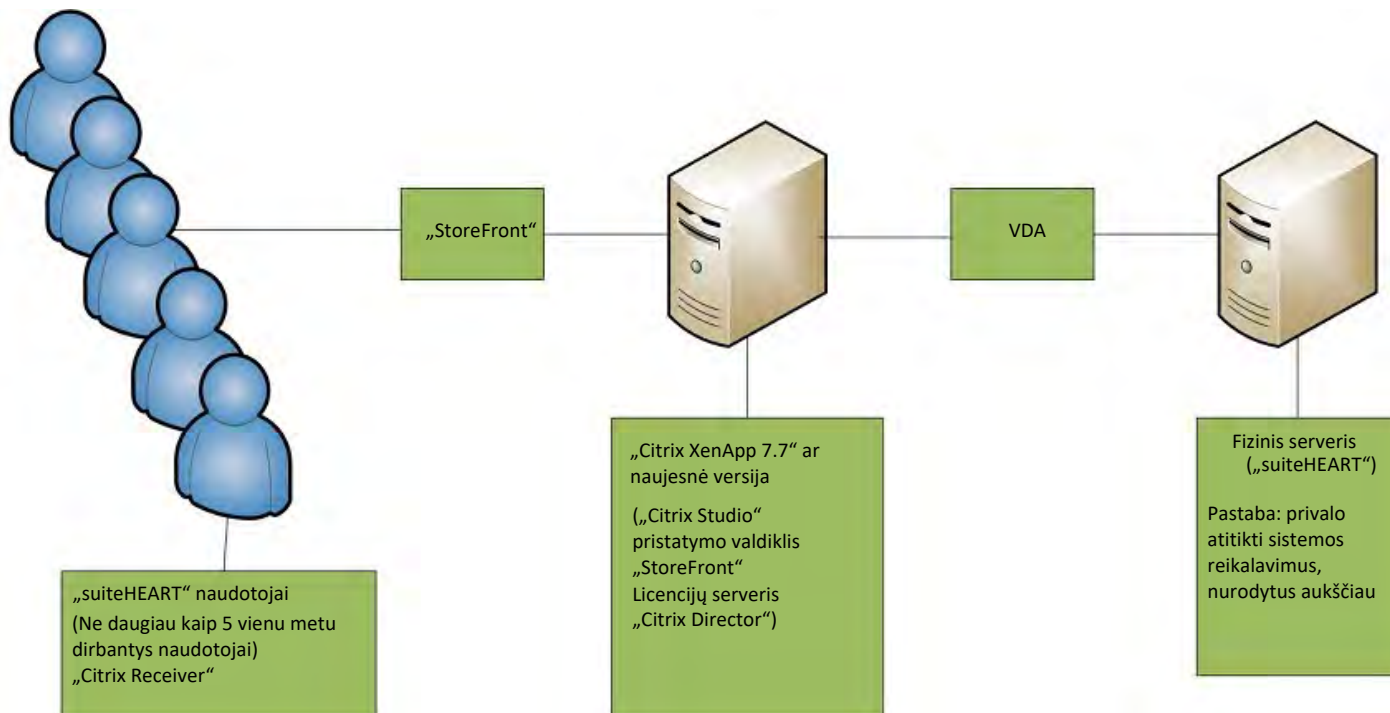 „StoreFront“
VDA
„suiteHEART“ naudotojai
(Ne daugiau kaip 5 vienu metu
dirbantys naudotojai)
„Citrix Receiver“
„Citrix XenApp 7.7“ ar
naujesnė versija
(„Citrix Studio“
pristatymo valdiklis
„StoreFront“
Licencijų serveris
„Citrix Director“)
Fizinis serveris
(„suiteHEART“)
Pastaba: privalo
atitikti sistemos
reikalavimus,
nurodytus aukščiau